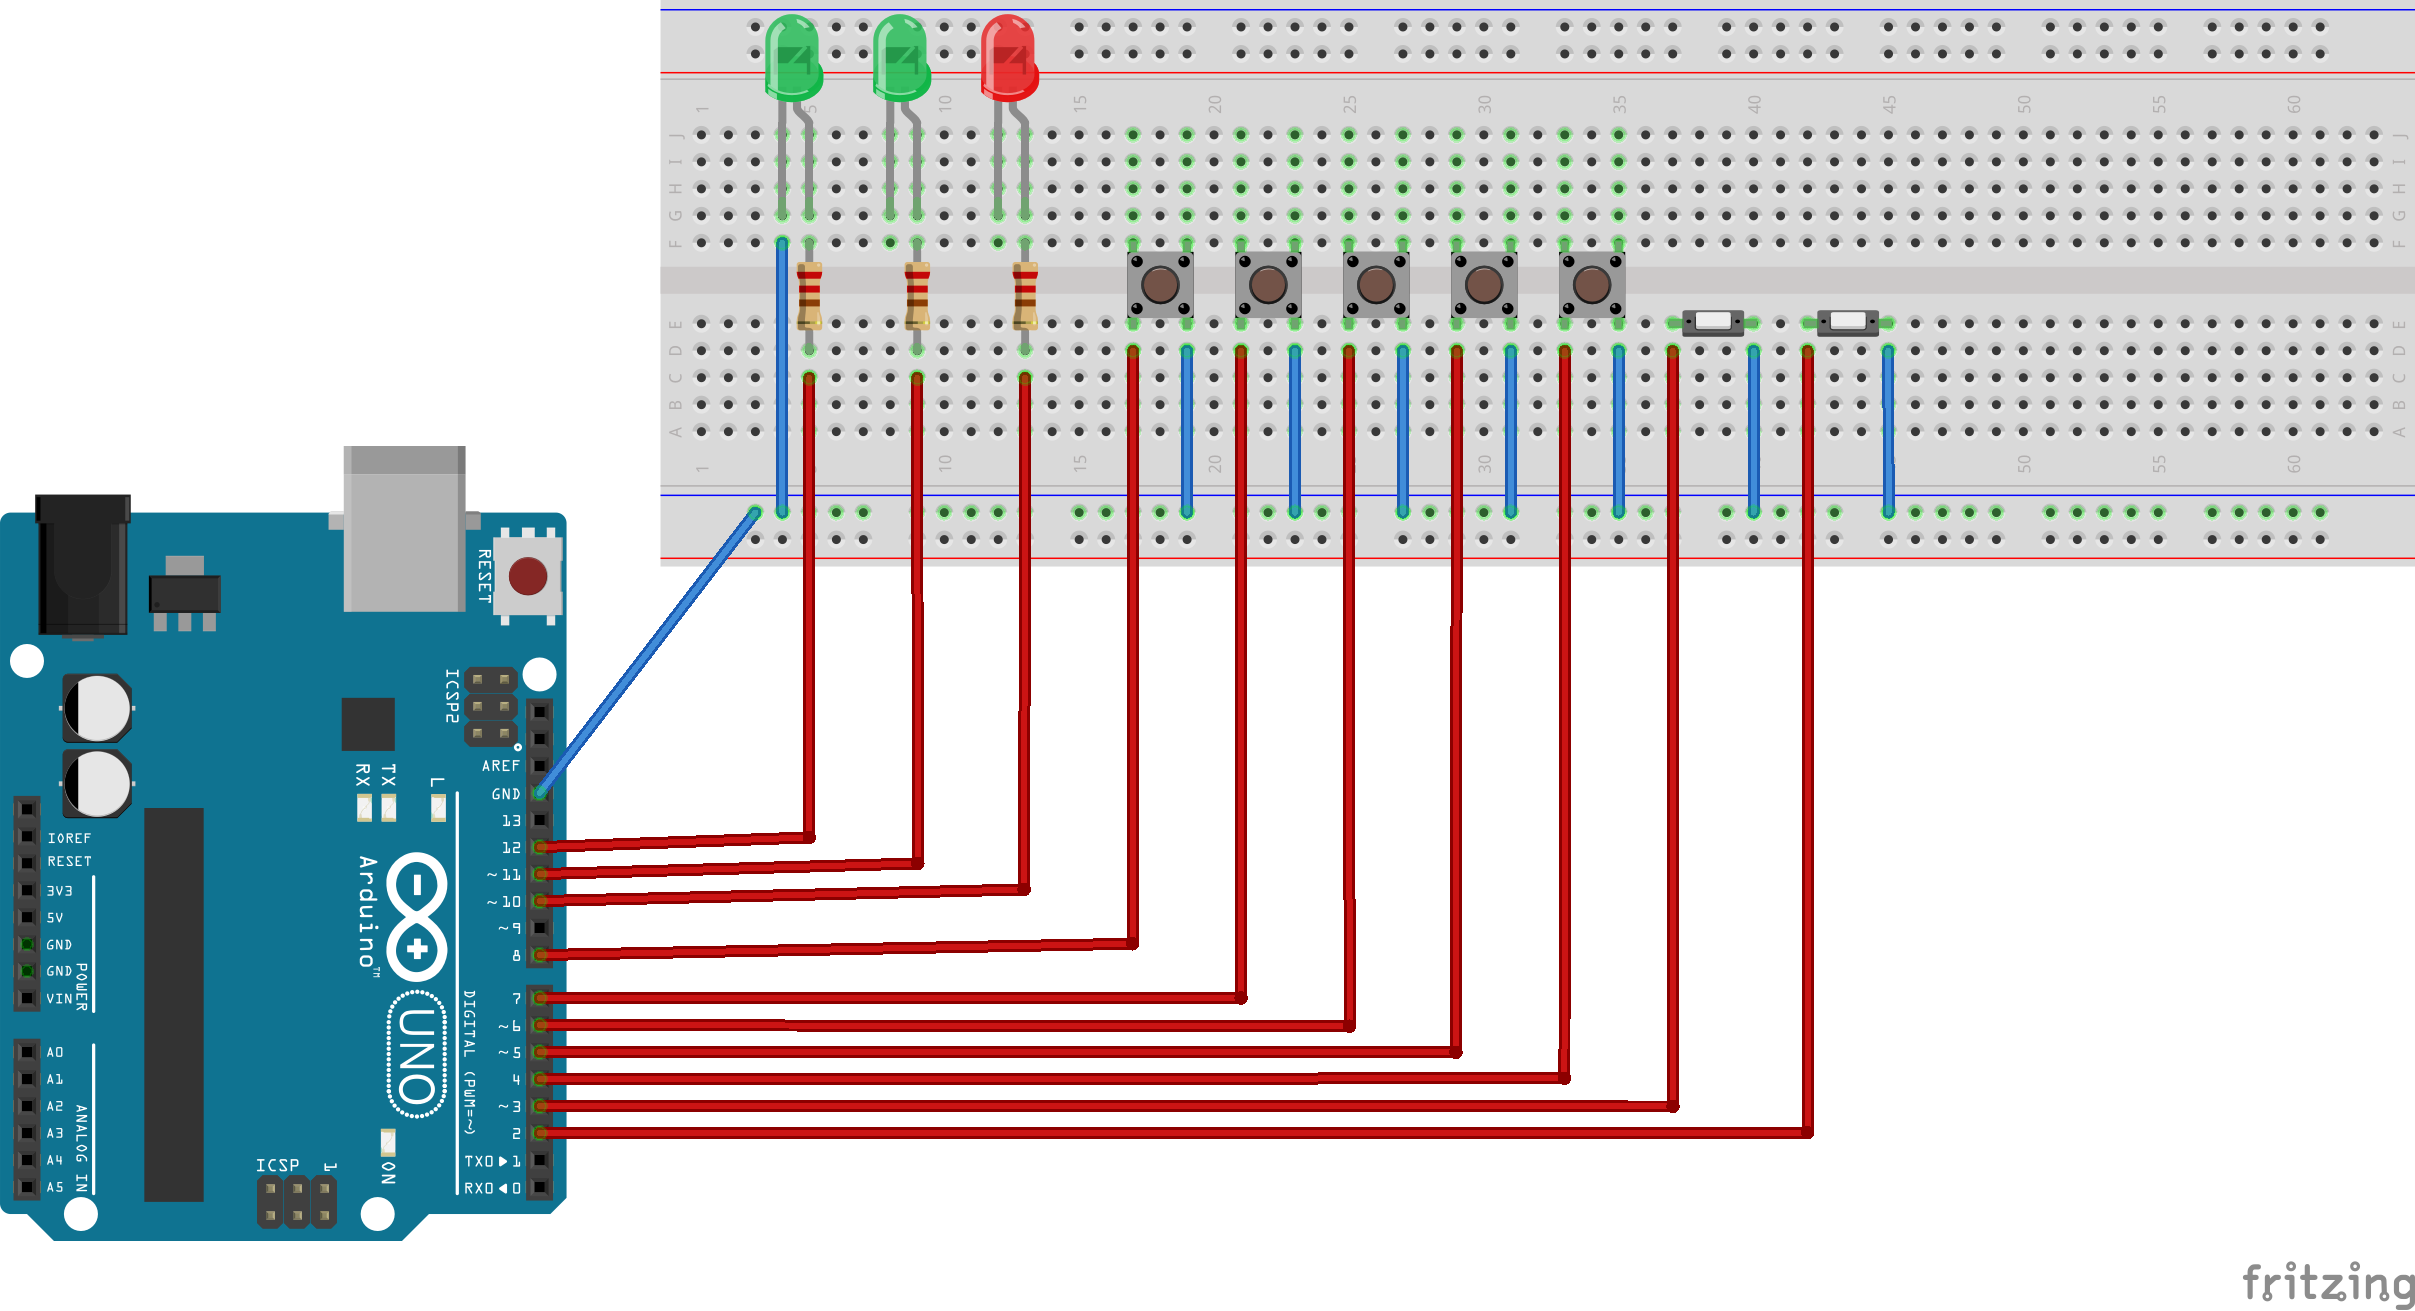 1 5 10 15 20 25 30 35 40 45 50 55 60
J J
I I
H H
G G
F F
E E
D D
C C
B B
A A
1 10 15 20 30 50 55 60
RESET
ICSP2
AREF
GND
13
12
~11
~10
~9
8
7
~6
~5
4
~3
2
TX0▶1
RX0◀0
DIGITAL (PWM=~)
RX
TX
L
Arduino™
UNO
ON
ICSP
1
IOREF
RESET
3V3
5V
GND
GND
VIN
POWER
A0
A1
A2
A3
A4
A5
ANALOG IN
fritzing